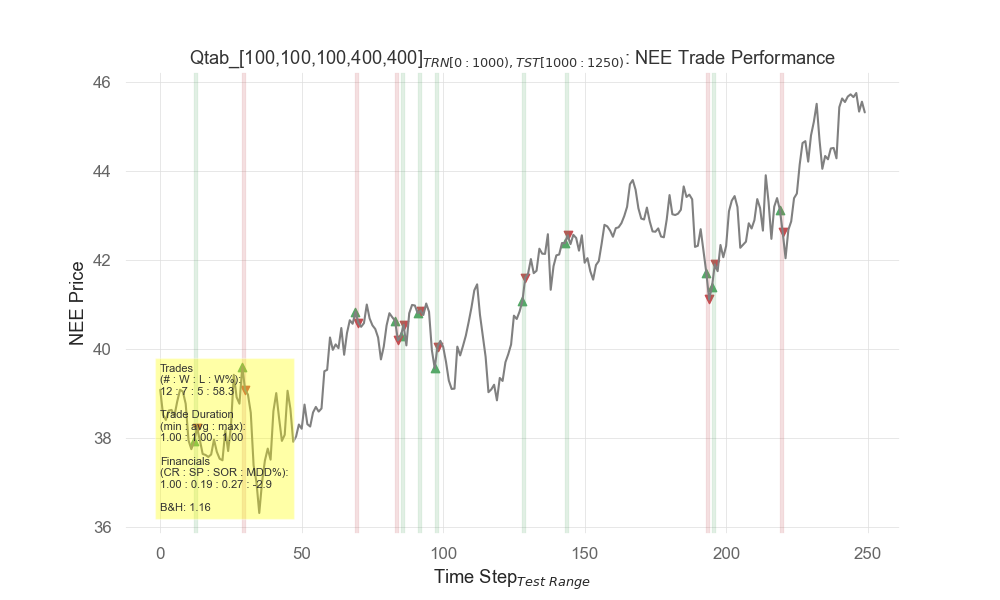 Qtab_[100,100,100,400,400]TRN[0 : 1000), TST[1000 : 1250): NEE Trade Performance
46
44
42
40
38
36
NEE Price
Trades
(# : W : L : W%):
12 : 7 : 5 : 58.3
Trade Duration
(min : avg : max):
1.00 : 1.00 : 1.00
Financials
(CR : SP : SOR : MDD%):
1.00 : 0.19 : 0.27 : -2.9
B&H: 1.16
0 50 100 150 200 250
Time StepTest Range